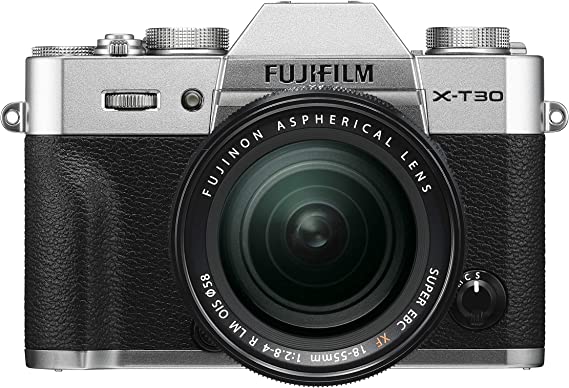 FUJIFILM
X-T30
FUJINON ASPHERICAL LENS
SUPER EBC XF 18-55mm 1:2.8-4 R LM OIS ø58
C S